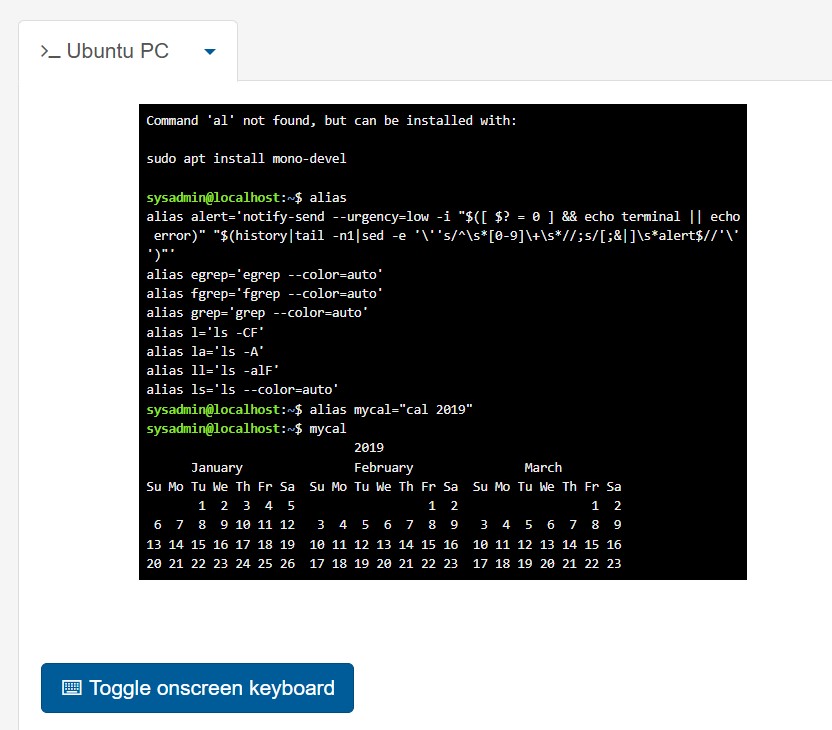 >_ Ubuntu PC
Command 'al' not found, but can be installed with:
sudo apt install mono-devel
sysadmin@localhost:~$ alias
alias alert='notify-send --urgency=low -i "$([ $? = 0 ] && echo terminal || echo
 error)" "$(history|tail -n1|sed -e '\''s/^\s*[0-9]\+\s*//;s/[;&|]\s*alert$//'\'
')"'
alias egrep='egrep --color=auto'
alias fgrep='fgrep --color=auto'
alias grep='grep --color=auto'
alias l='ls -CF'
alias la='ls -A'
alias ll='ls -alF'
alias ls='ls --color=auto'
sysadmin@localhost:~$ alias mycal="cal 2019"
sysadmin@localhost:~$ mycal
                            2019
      January               February               March
Su Mo Tu We Th Fr Sa  Su Mo Tu We Th Fr Sa  Su Mo Tu We Th Fr Sa
       1  2  3  4  5                  1  2                  1  2
 6  7  8  9 10 11 12   3  4  5  6  7  8  9   3  4  5  6  7  8  9
13 14 15 16 17 18 19  10 11 12 13 14 15 16  10 11 12 13 14 15 16
20 21 22 23 24 25 26  17 18 19 20 21 22 23  17 18 19 20 21 22 23
Toggle onscreen keyboard